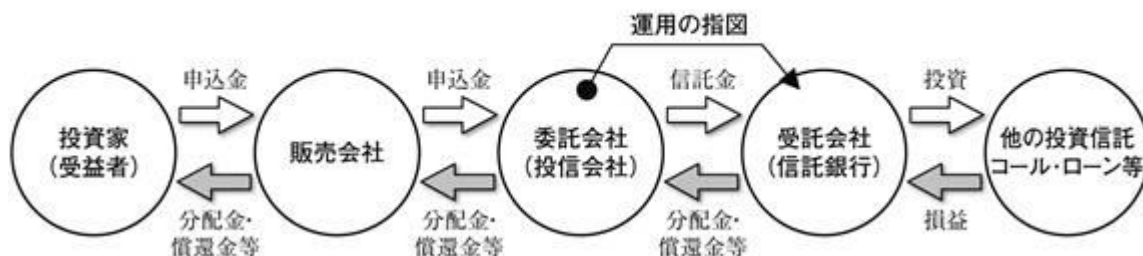 運用の指図
申込金
申込金
信託金
投資
投資家
（受益者）
販売会社
委託会社
（投信会社）
受託会社
（信託銀行）
他の投資信託
コール・ローン等
分配金・
償還金等
分配金・
償還金等
分配金・
償還金等
損益